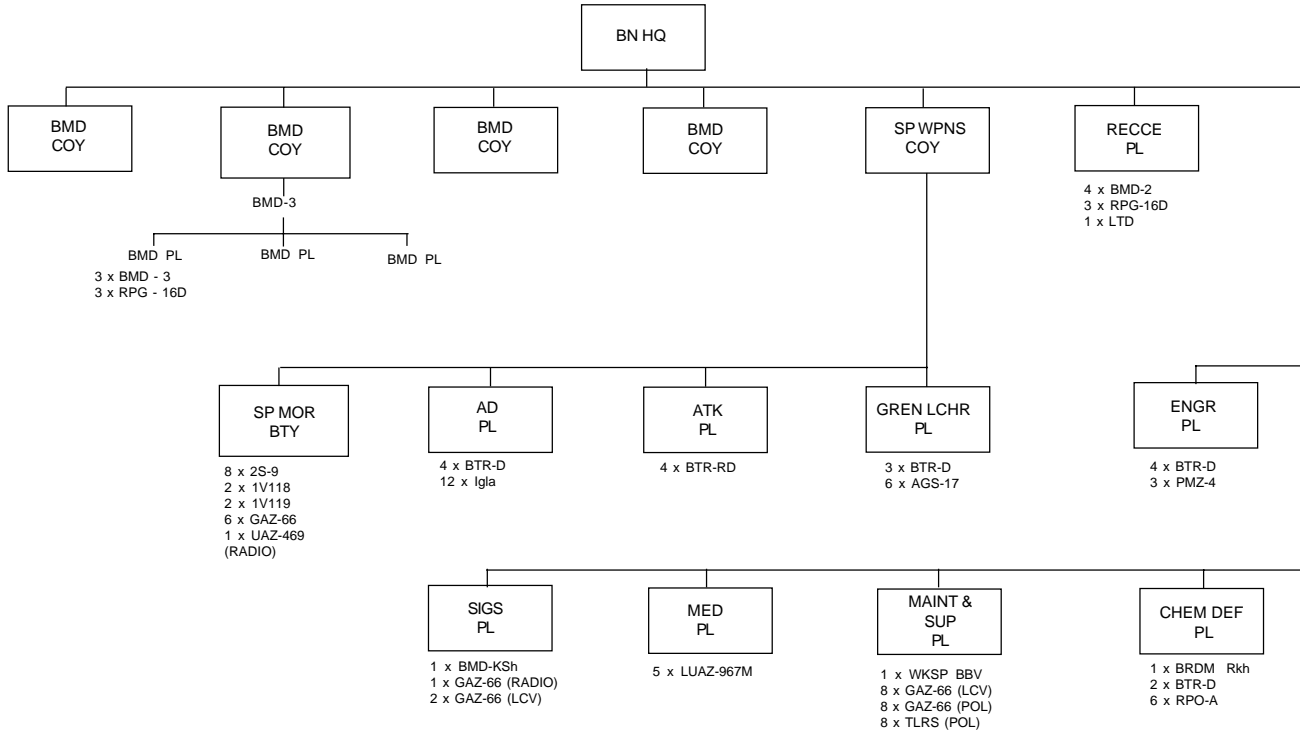 BN HQ
BMD
COY
BMD
COY
BMD
COY
BMD
COY
SP WPNS
COY
RECCE
PL
BMD-3
4 x BMD-2
3 x RPG-16D
1 x LTD
BMD PL
BMD PL
BMD PL
3 x BMD - 3
3 x RPG - 16D
SP MOR
BTY
AD
PL
ATK
PL
GREN LCHR
PL
ENGR
PL
8 x 2S-9
2 x 1V118
2 x 1V119
6 x GAZ-66
1 x UAZ-469
(RADIO)
4 x BTR-D
12 x Igla
4 x BTR-RD
3 x BTR-D
6 x AGS-17
4 x BTR-D
3 x PMZ-4
SIGS
PL
MED
PL
MAINT &
SUP
PL
CHEM DEF
PL
1 x BMD-KSh
1 x GAZ-66 (RADIO)
2 x GAZ-66 (LCV)
5 x LUAZ-967M
1 x WKSP BBV
8 x GAZ-66 (LCV)
8 x GAZ-66 (POL)
8 x TLRS (POL)
1 x BRDM Rkh
2 x BTR-D
6 x RPO-A